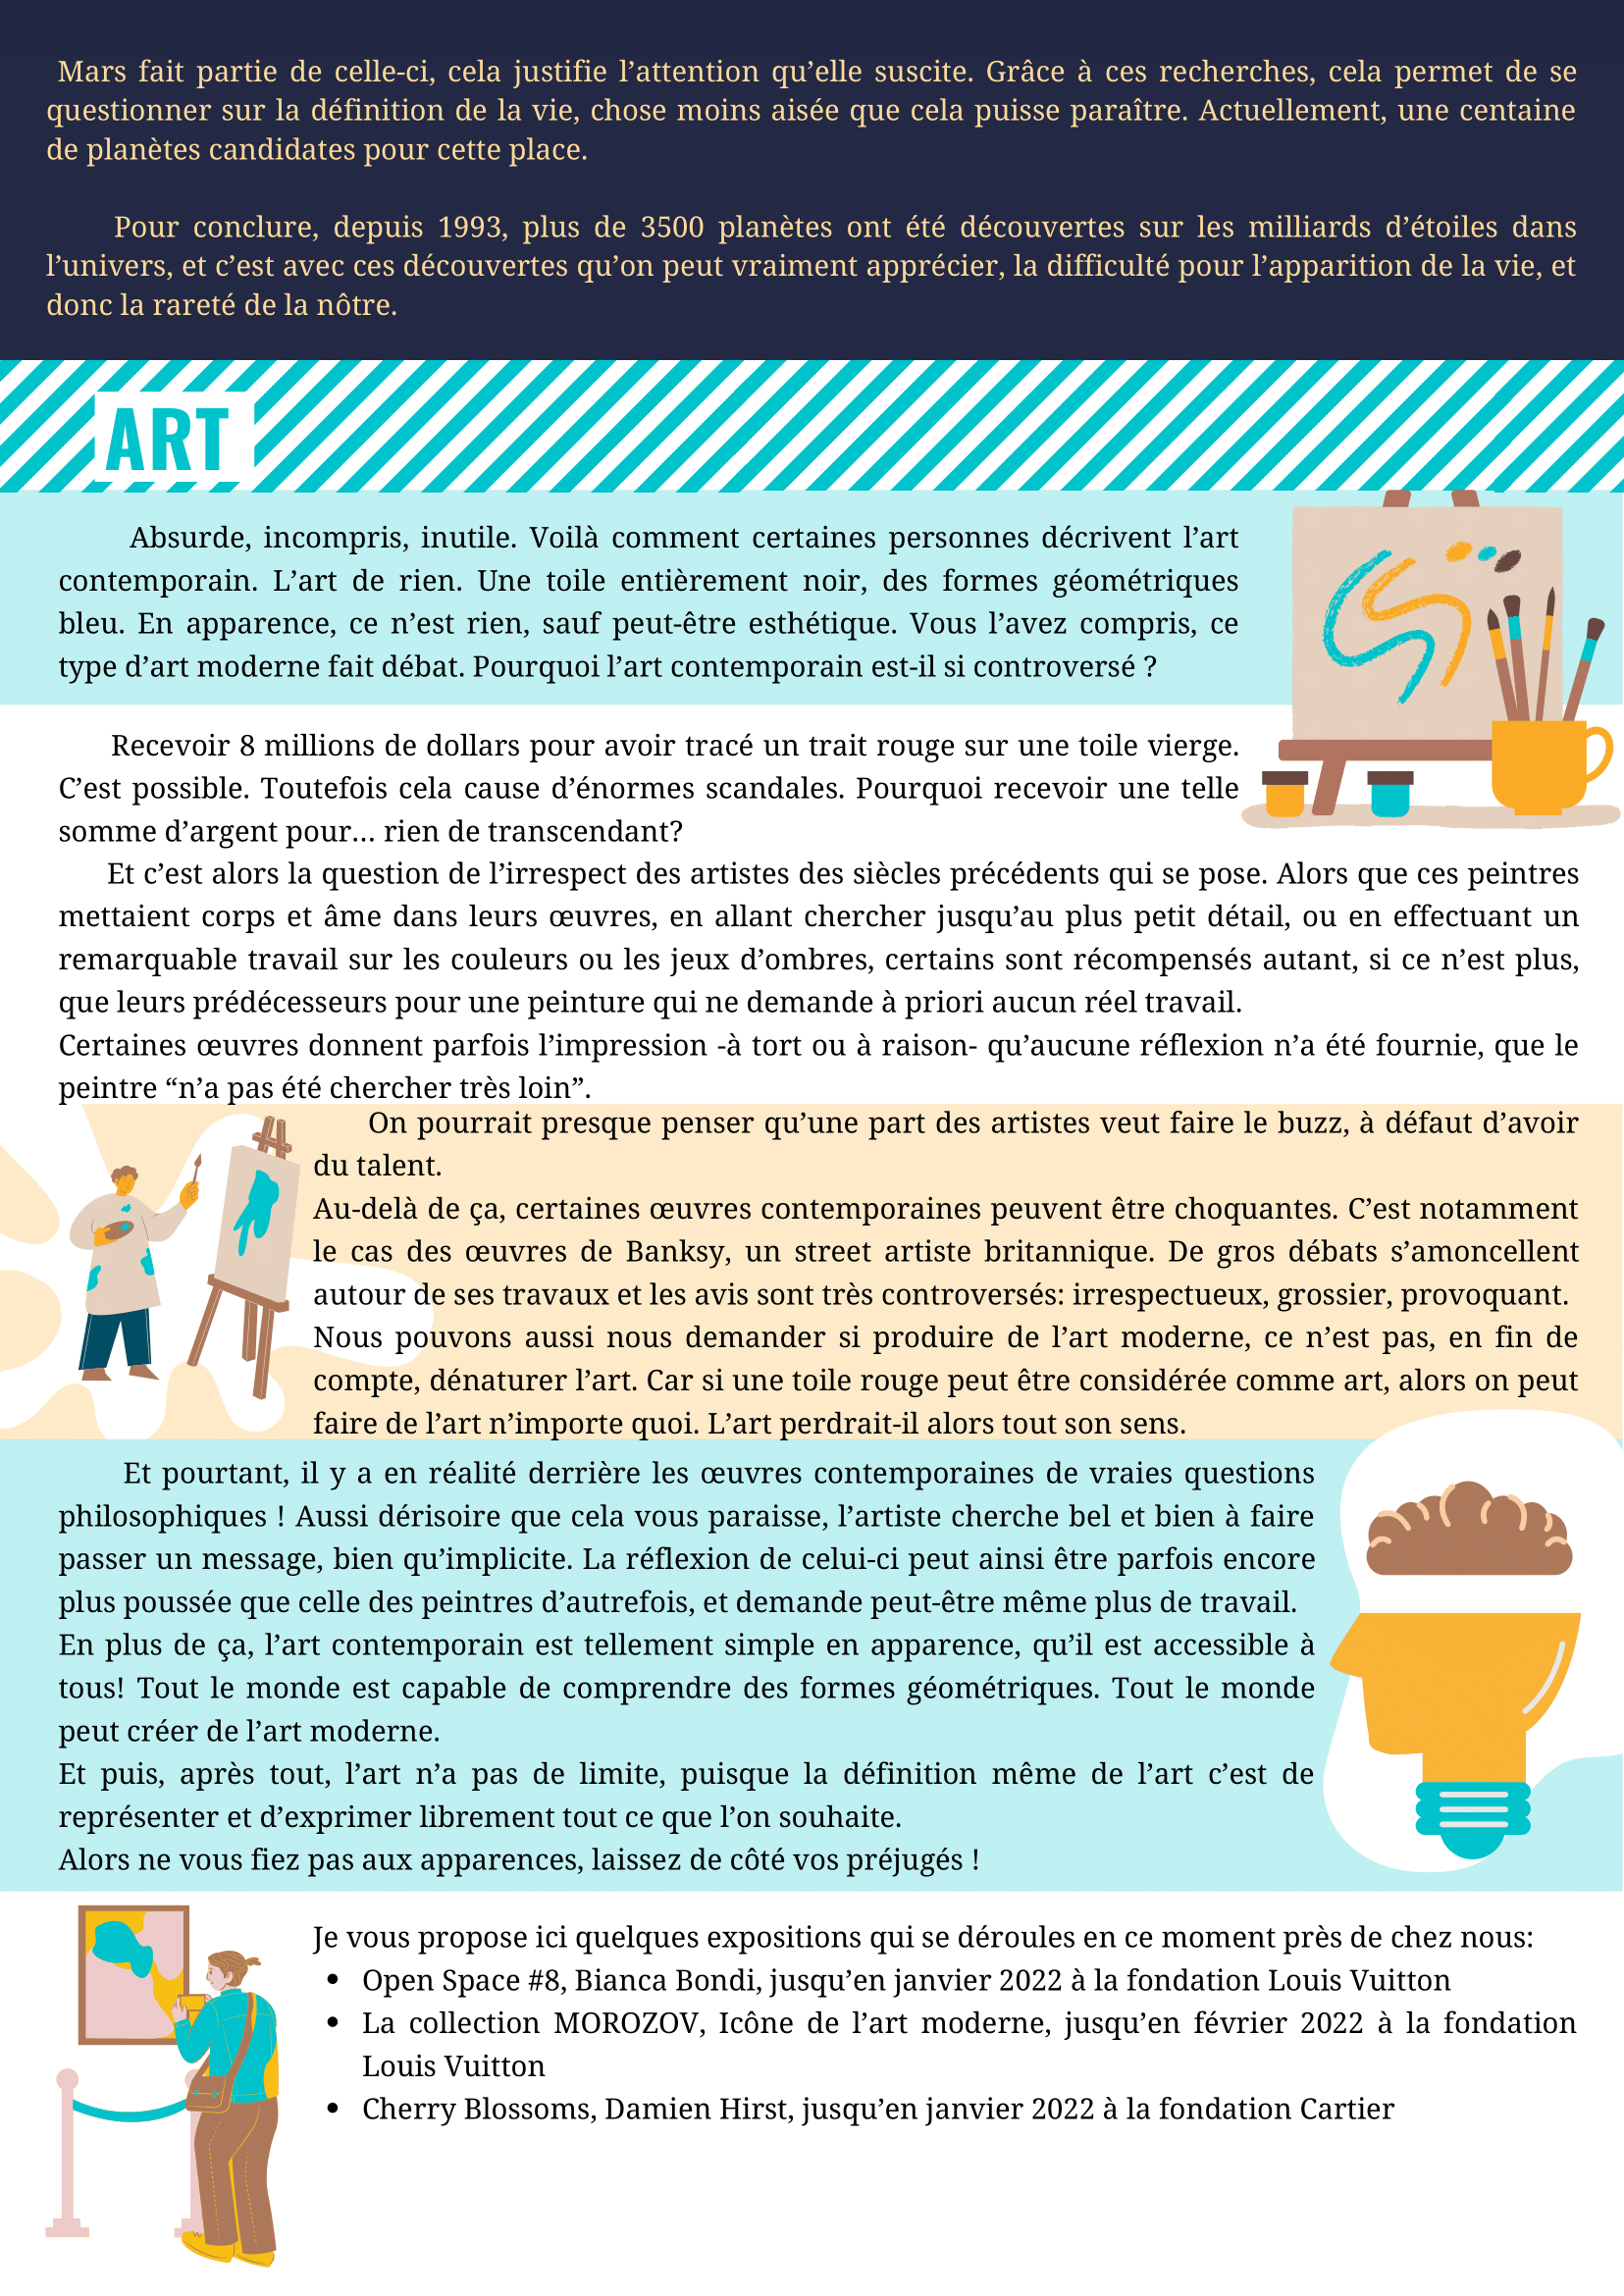 Mars fait partie de celle-ci, cela justifie l’attention qu’elle suscite. Grâce à ces recherches, cela permet de se
questionner sur la définition de la vie, chose moins aisée que cela puisse paraître. Actuellement, une centaine
de planètes candidates pour cette place.
Pour conclure, depuis 1993, plus de 3500 planètes ont été découvertes sur les milliards d’étoiles dans
l’univers, et c’est avec ces découvertes qu’on peut vraiment apprécier, la difficulté pour l’apparition de la vie, et
donc la rareté de la nôtre.
ART
Absurde, incompris, inutile. Voilà comment certaines personnes décrivent l’art
contemporain. L’art de rien. Une toile entièrement noir, des formes géométriques
bleu. En apparence, ce n’est rien, sauf peut-être esthétique. Vous l’avez compris, ce
type d’art moderne fait débat. Pourquoi l’art contemporain est-il si controversé ?
Recevoir 8 millions de dollars pour avoir tracé un trait rouge sur une toile vierge.
C’est possible. Toutefois cela cause d’énormes scandales. Pourquoi recevoir une telle
somme d’argent pour... rien de transcendant?
Et c’est alors la question de l’irrespect des artistes des siècles précédents qui se pose. Alors que ces peintres
mettaient corps et âme dans leurs œuvres, en allant chercher jusqu’au plus petit détail, ou en effectuant un
remarquable travail sur les couleurs ou les jeux d’ombres, certains sont récompensés autant, si ce n’est plus,
que leurs prédécesseurs pour une peinture qui ne demande à priori aucun réel travail.
Certaines œuvres donnent parfois l’impression -à tort ou à raison- qu’aucune réflexion n’a été fournie, que le
peintre “n’a pas été chercher très loin”.
On pourrait presque penser qu’une part des artistes veut faire le buzz, à défaut d’avoir
du talent.
Au-delà de ça, certaines œuvres contemporaines peuvent être choquantes. C’est notamment
le cas des œuvres de Banksy, un street artiste britannique. De gros débats s’amoncellent
autour de ses travaux et les avis sont très controversés: irrespectueux, grossier, provoquant.
Nous pouvons aussi nous demander si produire de l’art moderne, ce n’est pas, en fin de
compte, dénaturer l’art. Car si une toile rouge peut être considérée comme art, alors on peut
faire de l’art n’importe quoi. L’art perdrait-il alors tout son sens.
Et pourtant, il y a en réalité derrière les œuvres contemporaines de vraies questions
philosophiques ! Aussi dérisoire que cela vous paraisse, l’artiste cherche bel et bien à faire
passer un message, bien qu’implicite. La réflexion de celui-ci peut ainsi être parfois encore
plus poussée que celle des peintres d’autrefois, et demande peut-être même plus de travail.
En plus de ça, l’art contemporain est tellement simple en apparence, qu’il est accessible à
tous! Tout le monde est capable de comprendre des formes géométriques. Tout le monde
peut créer de l’art moderne.
Et puis, après tout, l’art n’a pas de limite, puisque la définition même de l’art c’est de
représenter et d’exprimer librement tout ce que l’on souhaite.
Alors ne vous fiez pas aux apparences, laissez de côté vos préjugés !
Je vous propose ici quelques expositions qui se déroules en ce moment près de chez nous:
• Open Space #8, Bianca Bondi, jusqu’en janvier 2022 à la fondation Louis Vuitton
• La collection MOROZOV, Icône de l’art moderne, jusqu’en février 2022 à la fondation
Louis Vuitton
• Cherry Blossoms, Damien Hirst, jusqu’en janvier 2022 à la fondation Cartier